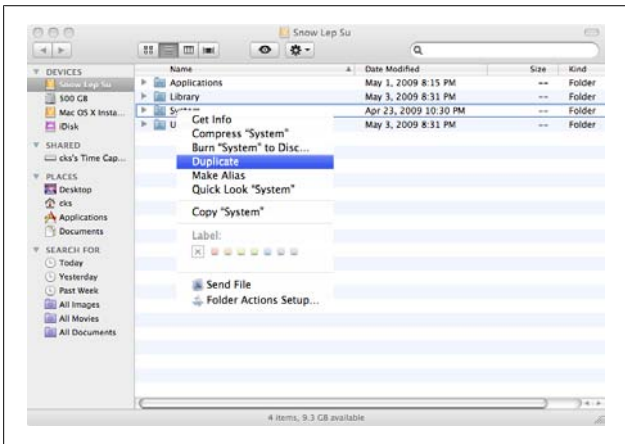 Snow Lep Su
Name Date Modified Size Kind
Applications May 1, 2009 8:15 PM -- Folder
Library May 3, 2009 8:31 PM -- Folder
System Apr 23, 2009 10:30 PM -- Folder
U May 3, 2009 8:31 PM -- Folder
DEVICES
Snow Lep Su
500 GB
Mac OS X Insta...
iDisk
SHARED
cks's Time Cap...
PLACES
Desktop
cks
Applications
Documents
SEARCH FOR
Today
Yesterday
Past Week
All Images
All Movies
All Documents
Get Info
Compress "System"
Burn "System" to Disc...
Duplicate
Make Alias
Quick Look "System"
Copy "System"
Label:
Send File
Folder Actions Setup...
4 items, 9.3 GB available